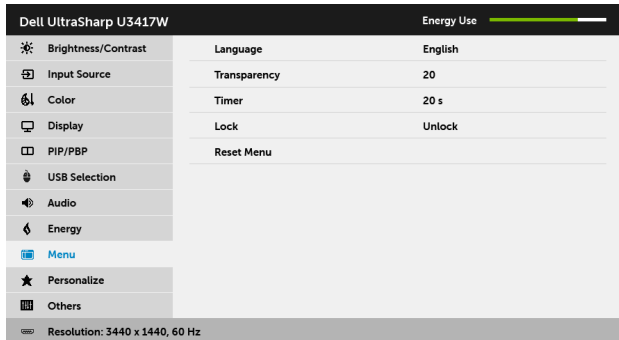 Dell UltraSharp U3417W Energy Use
Brightness/Contrast Language English
Input Source Transparency 20
Color Timer 20 s
Display Lock Unlock
PIP/PBP Reset Menu
USB Selection
Audio
Energy
Menu
Personalize
Others
Resolution: 3440 x 1440, 60 Hz